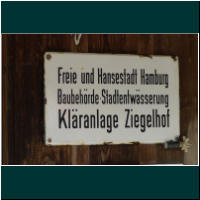 Freie und Hansestadt Hamburg
Baubehörde·Stadtentwässerung
Kläranlage Ziegelhof